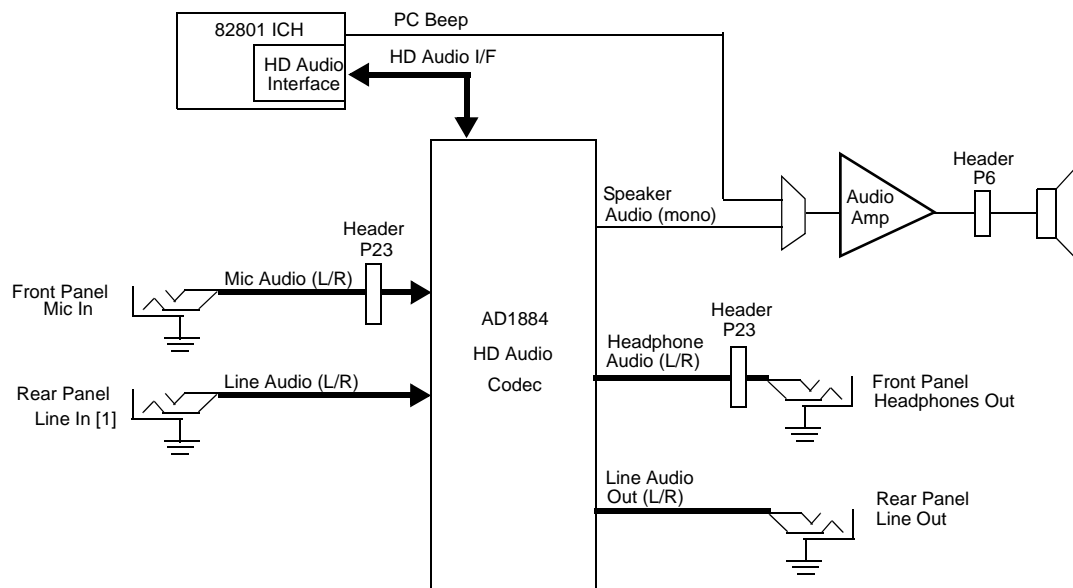 82801 ICH
PC Beep
HD Audio I/F
HD Audio
Interface
Header
P6
Audio
Amp
Speaker
Audio (mono)
Header
P23
Mic Audio (L/R)
Front Panel
Mic In
AD1884
HD Audio
Codec
Header
P23
Headphone
Audio (L/R)
Front Panel
Headphones Out
Line Audio (L/R)
Rear Panel
Line In [1]
Line Audio
Out (L/R)
Rear Panel
Line Out